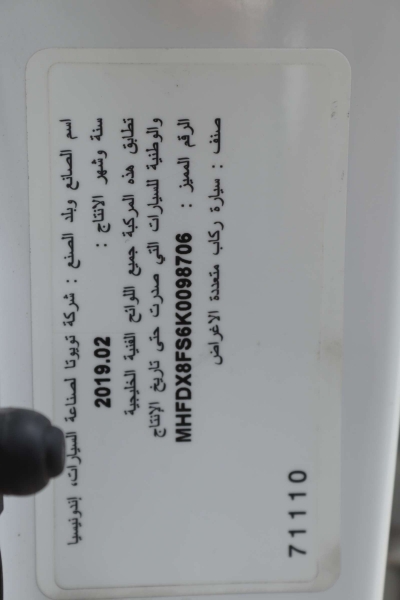 اسم الصانع وبلد الصنع : شركة تويوتا لصناعة السيارات، إندونيسيا
سنة وشهر الانتاج : 2019.02
تطابق هذه المركبة جميع اللوائح الفنية الخليجية
والوطنية للسيارات التي صدرت حتى تاريخ الإنتاج
الرقم المميز : MHFDX8FS6K0098706
صنف : سيارة ركاب متعددة الاغراض
71110